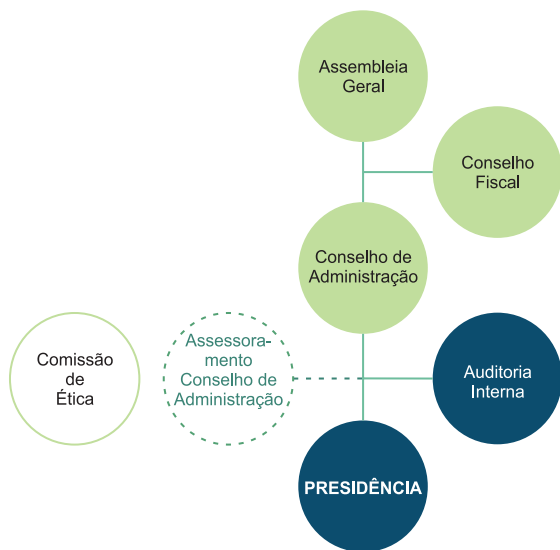 Assembleia
Geral
Conselho
Fiscal
Conselho de
Administração
Comissão
de
Ética
Assessora-
mento
Conselho de
Administração
Auditoria
Interna
PRESIDÊNCIA